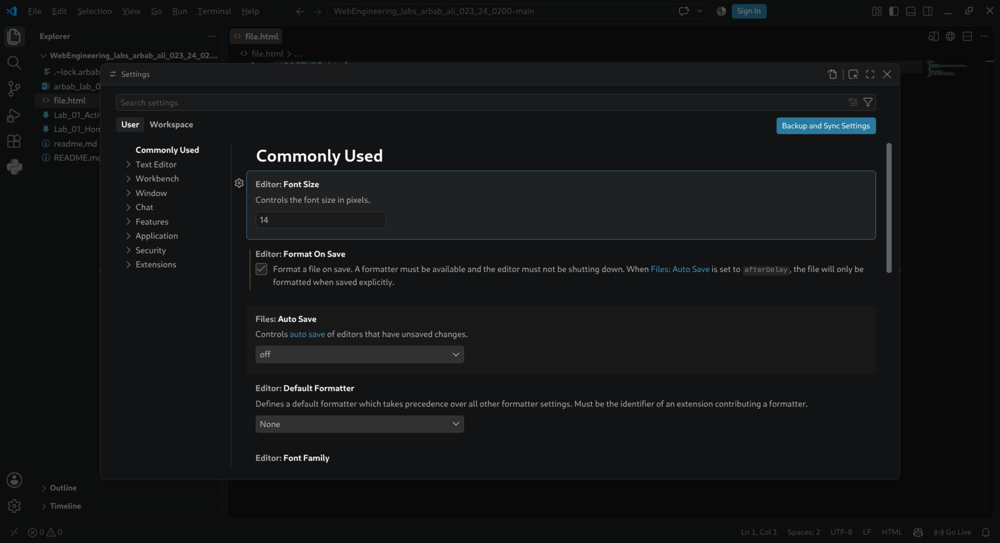 File Edit Selection View Go Run Terminal Help
WebEngineering_labs_arbab_ali_023_24_0200-main
Sign In
Explorer
WebEngineering_labs_arbab_ali_023_24_02...
.~lock.arbab
arbab_lab_0
file.html
Lab_01_Acti
Lab_01_Hom
readme.md
README.md
file.html
file.html > ...
Settings
Search settings
User Workspace
Backup and Sync Settings
Commonly Used
Text Editor
Workbench
Window
Chat
Features
Application
Security
Extensions
Commonly Used
Editor: Font Size
Controls the font size in pixels.
14
Editor: Format On Save
Format a file on save. A formatter must be available and the editor must not be shutting down. When Files: Auto Save is set to afterDelay, the file will only be
formatted when saved explicitly.
Files: Auto Save
Controls auto save of editors that have unsaved changes.
off
Editor: Default Formatter
Defines a default formatter which takes precedence over all other formatter settings. Must be the identifier of an extension contributing a formatter.
None
Editor: Font Family
Outline
Timeline
0 0
Ln 1, Col 1 Spaces: 2 UTF-8 LF HTML Go Live